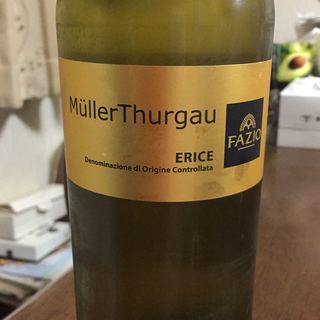 MüllerThurgau
FAZIO
ERICE
Denominazione di Origine Controllata